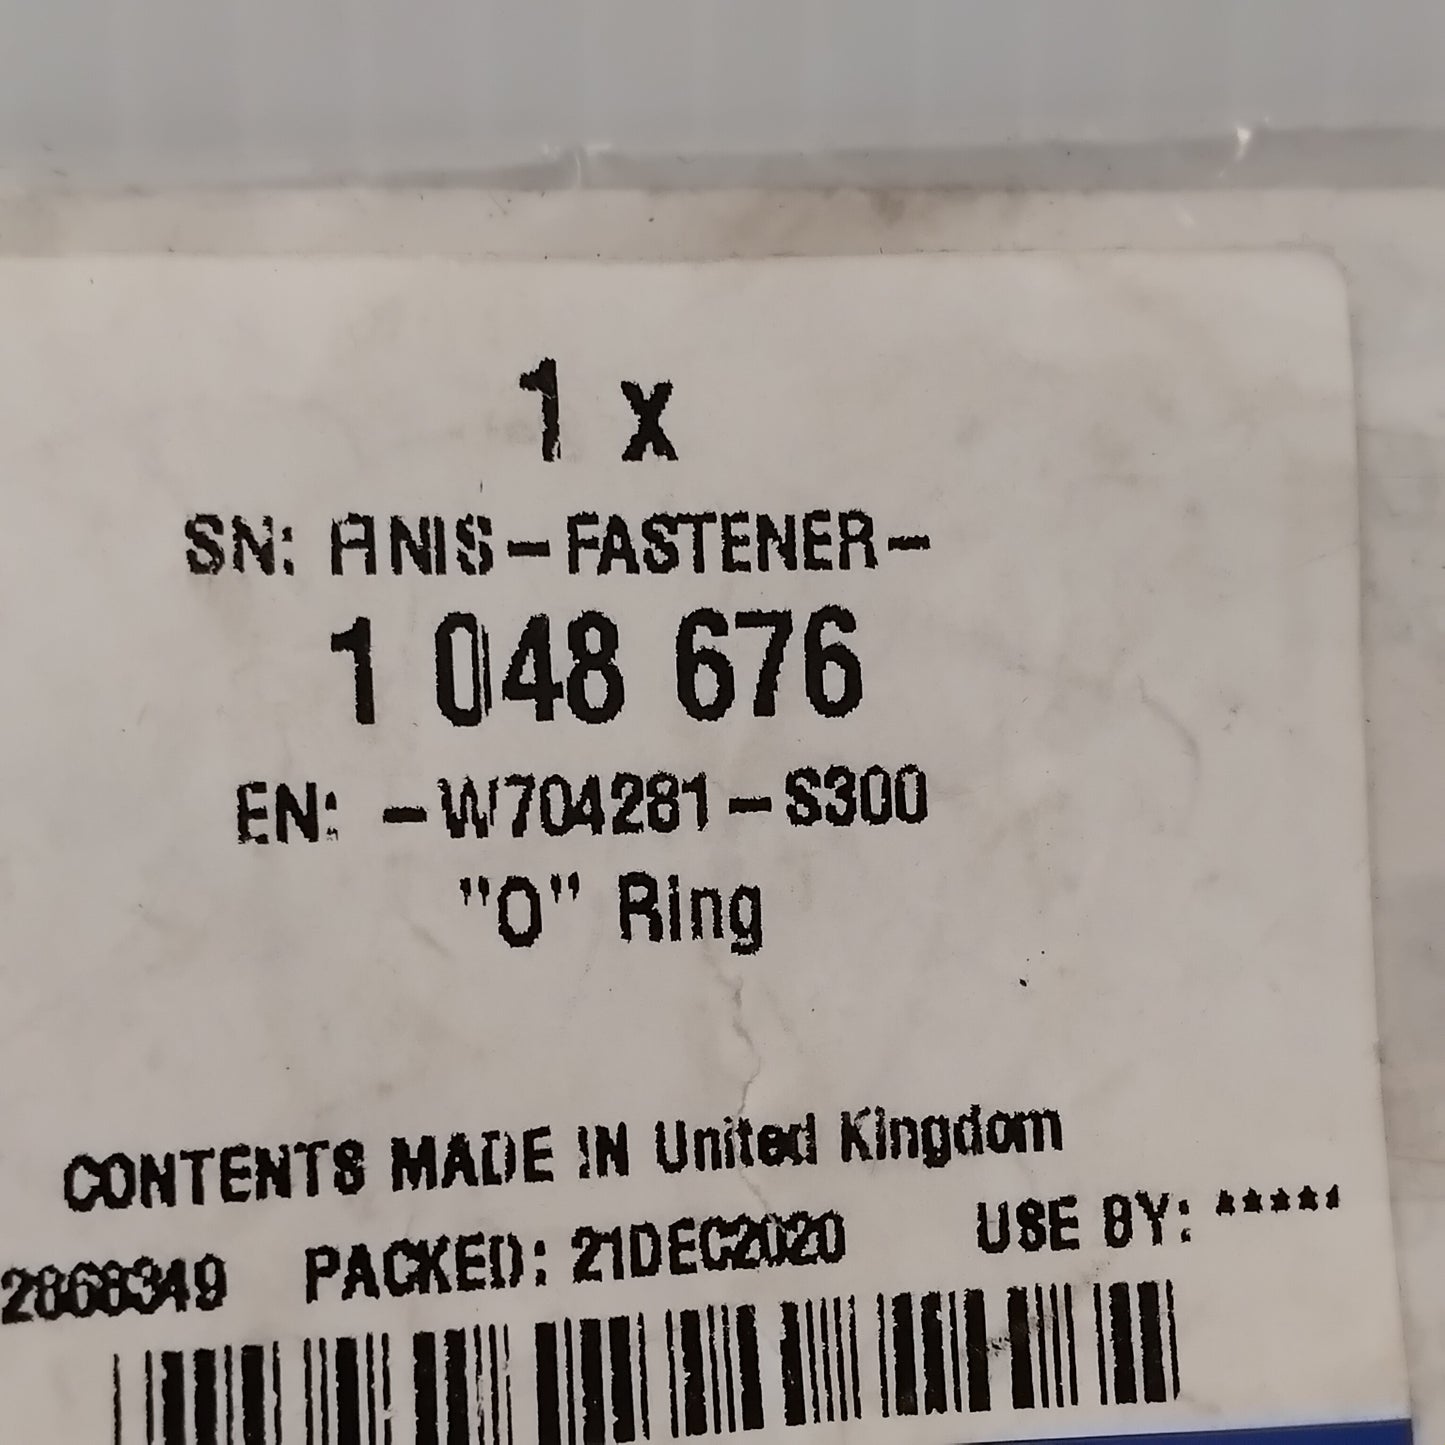 1 x
SN: ANIS-FASTENER-
1 048 676
EN: -W704281-S300
"O" Ring
CONTENTS MADE IN United Kingdom
2868349 PACKED: 21DEC2020 USE BY: *****